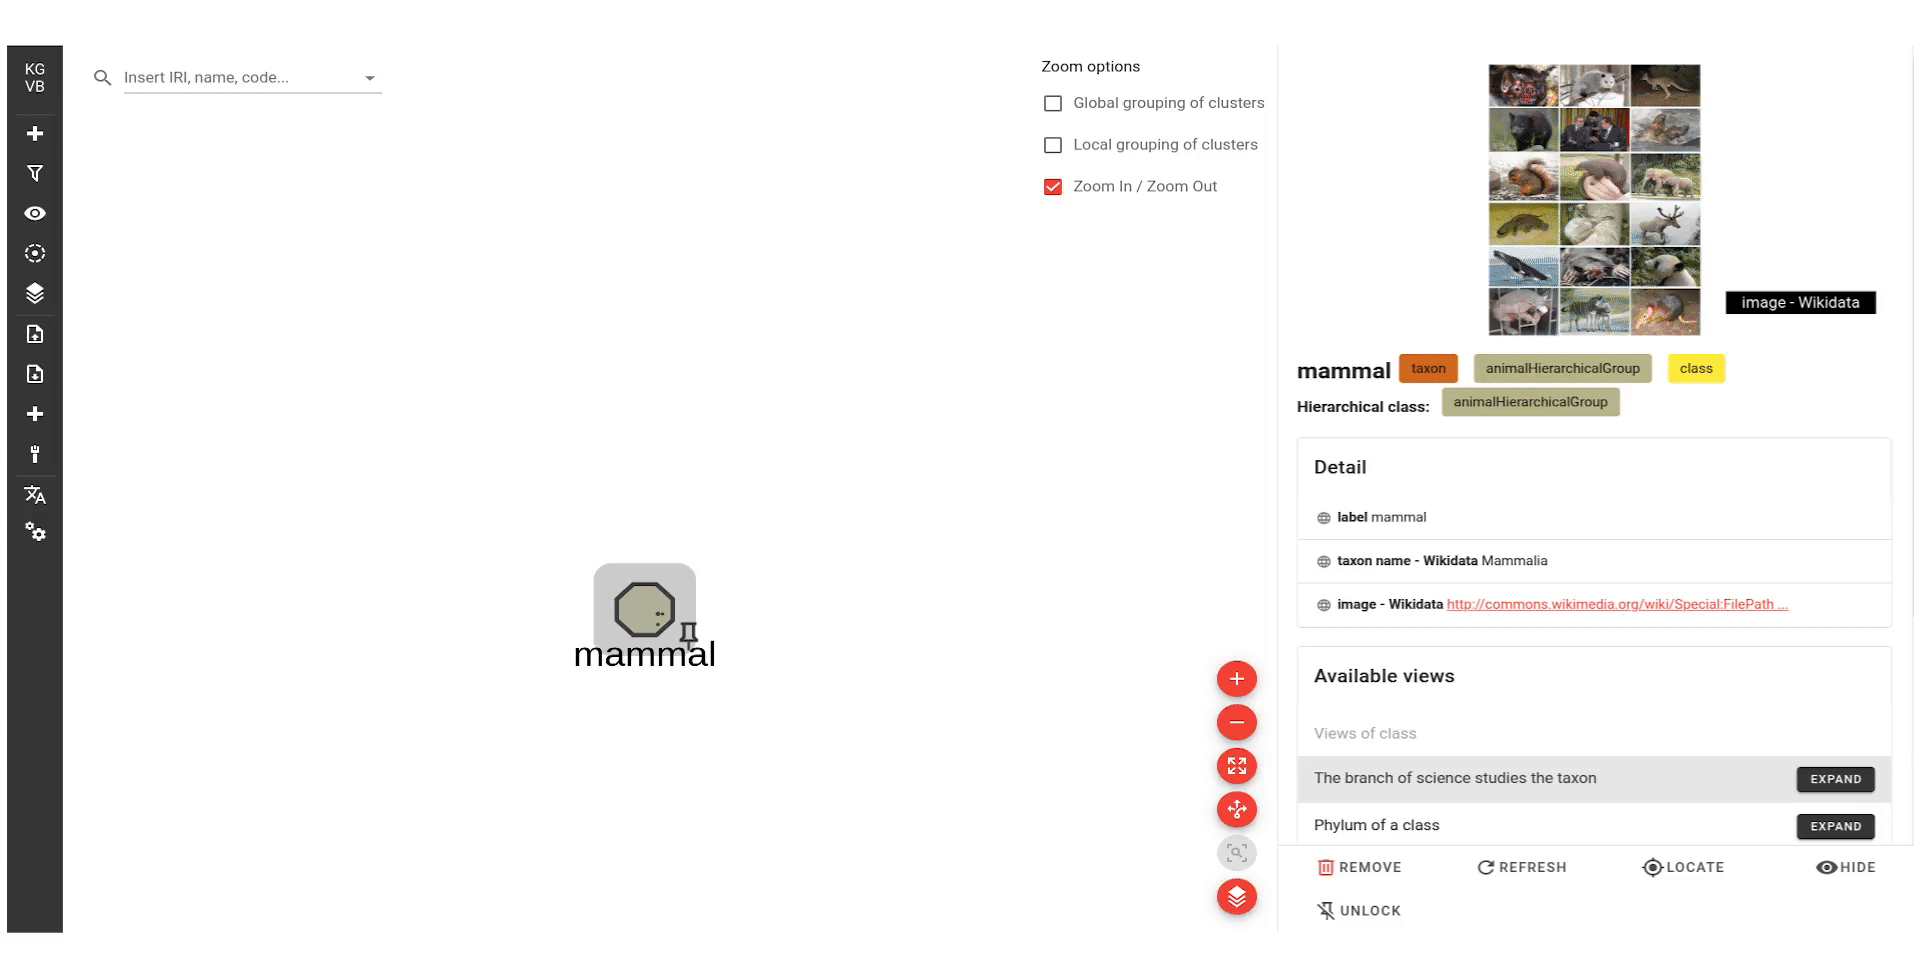 KG
VB
Insert IRI, name, code...
Zoom options
Global grouping of clusters
Local grouping of clusters
Zoom In / Zoom Out
mammal
image - Wikidata
mammal taxon animalHierarchicalGroup class
Hierarchical class: animalHierarchicalGroup
Detail
label mammal
taxon name - Wikidata Mammalia
image - Wikidata http://commons.wikimedia.org/wiki/Special:FilePath ...
Available views
Views of class
The branch of science studies the taxon EXPAND
Phylum of a class EXPAND
REMOVE REFRESH LOCATE HIDE
UNLOCK